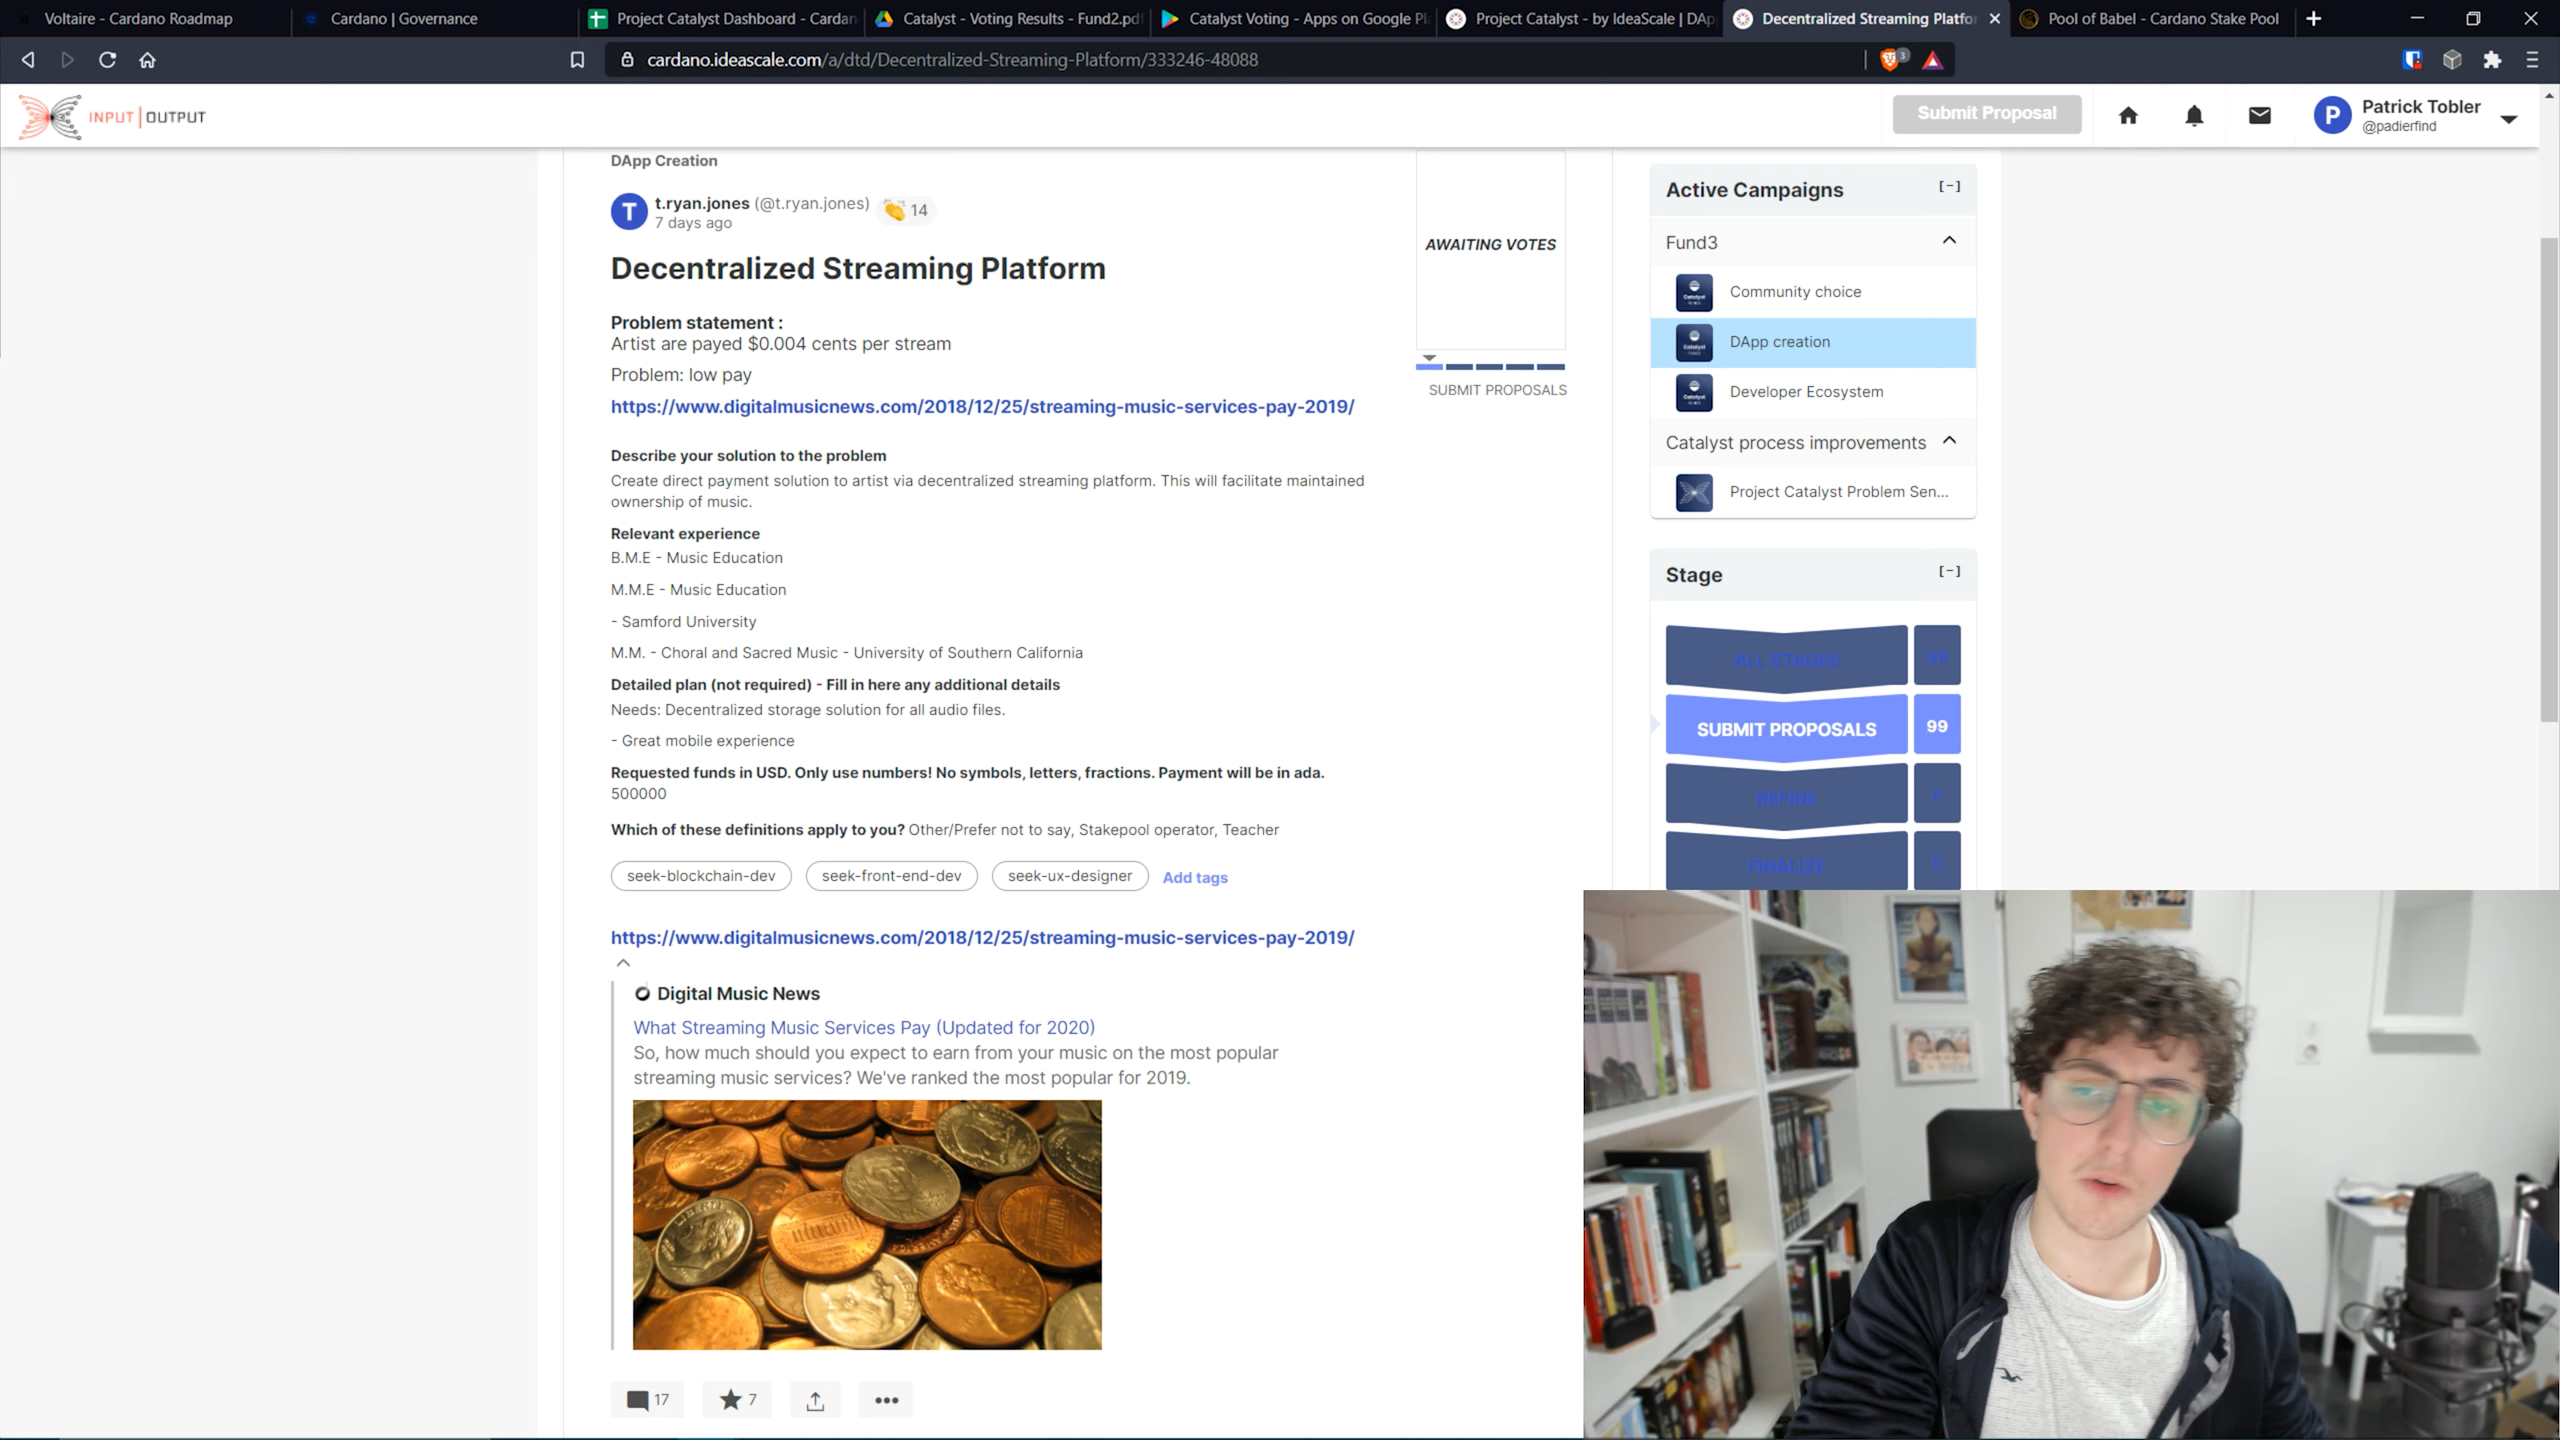 Voltaire - Cardano Roadmap
Cardano | Governance
Project Catalyst Dashboard - Cardan
Catalyst - Voting Results - Fund2.pdf
Catalyst Voting - Apps on Google Pl
Project Catalyst - by IdeaScale | DAp
Decentralized Streaming Platfo
Pool of Babel - Cardano Stake Pool
cardano.ideascale.com/a/dtd/Decentralized-Streaming-Platform/333246-48088
3
INPUT | OUTPUT
Submit Proposal
P
Patrick Tobler
@padierfind
DApp Creation
T
t.ryan.jones (@t.ryan.jones)
14
7 days ago
Decentralized Streaming Platform
Problem statement :
Artist are payed $0.004 cents per stream
Problem: low pay
https://www.digitalmusicnews.com/2018/12/25/streaming-music-services-pay-2019/
Describe your solution to the problem
Create direct payment solution to artist via decentralized streaming platform. This will facilitate maintained
ownership of music.
Relevant experience
B.M.E - Music Education
M.M.E - Music Education
- Samford University
M.M. - Choral and Sacred Music - University of Southern California
Detailed plan (not required) - Fill in here any additional details
Needs: Decentralized storage solution for all audio files.
- Great mobile experience
Requested funds in USD. Only use numbers! No symbols, letters, fractions. Payment will be in ada.
500000
Which of these definitions apply to you? Other/Prefer not to say, Stakepool operator, Teacher
seek-blockchain-dev
seek-front-end-dev
seek-ux-designer
Add tags
https://www.digitalmusicnews.com/2018/12/25/streaming-music-services-pay-2019/
Digital Music News
What Streaming Music Services Pay (Updated for 2020)
So, how much should you expect to earn from your music on the most popular
streaming music services? We've ranked the most popular for 2019.
17
7
AWAITING VOTES
SUBMIT PROPOSALS
Active Campaigns
[-]
Fund3
Community choice
DApp creation
Developer Ecosystem
Catalyst process improvements
Project Catalyst Problem Sen...
Stage
[-]
ALL STAGES
99
SUBMIT PROPOSALS
99
REFINE
0
FINALIZE
0